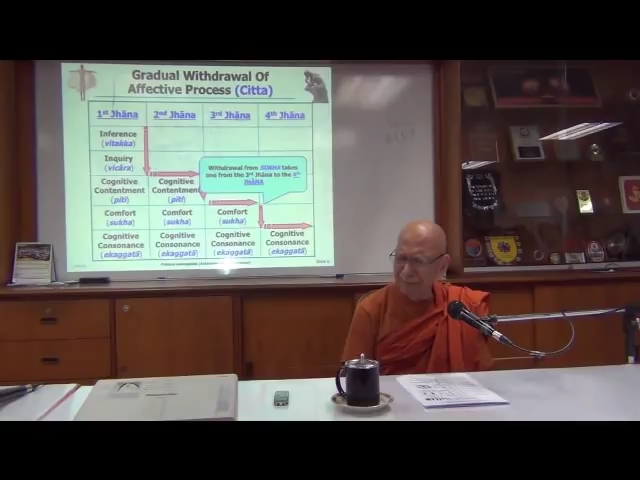 Gradual Withdrawal Of
Affective Process (Citta)
1st Jhāna 2nd Jhāna 3rd Jhāna 4th Jhāna
Inference
(vitakka)
Inquiry
(vicāra)
Withdrawal from SUKHA takes
one from the 3rd Jhāna to the 4th
JHĀNA
Cognitive Cognitive
Contentment Contentment
(pīti) (pīti)
Comfort Comfort Comfort
(sukha) (sukha) (sukha)
Cognitive Cognitive Cognitive Cognitive
Consonance Consonance Consonance Consonance
(ekaggatā) (ekaggatā) (ekaggatā) (ekaggatā)